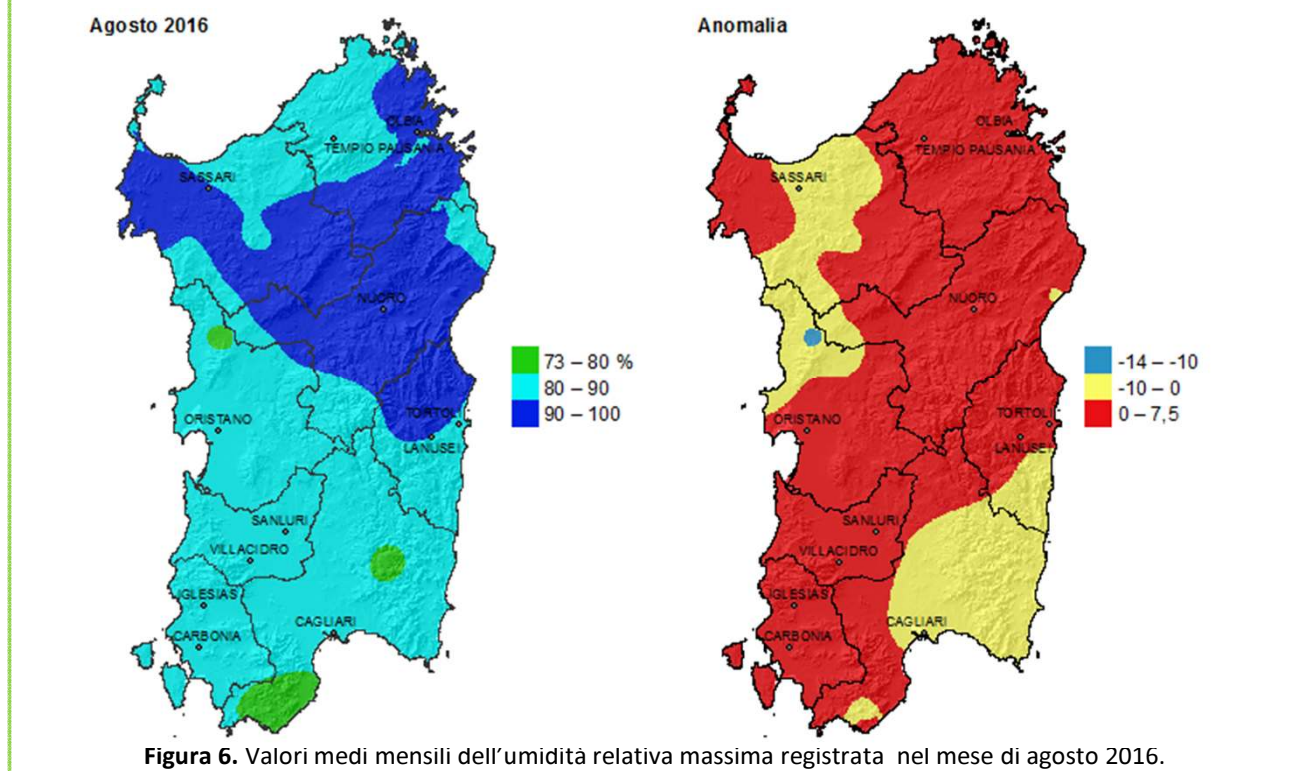 Agosto 2016
OLBIA
TEMPIO PAUSANIA
SASSARI
NUORO
ORISTANO
TORTOLI
LANUSEI
SANLURI
VILLACIDRO
IGLESIAS
CARBONIA
CAGLIARI
73 – 80 %
80 – 90
90 – 100
Anomalia
OLBIA
TEMPIO PAUSANIA
SASSARI
NUORO
ORISTANO
TORTOLI
LANUSEI
SANLURI
VILLACIDRO
IGLESIAS
CARBONIA
CAGLIARI
-14 – -10
-10 – 0
0 – 7,5
Figura 6. Valori medi mensili dell´umidità relativa massima registrata nel mese di agosto 2016.